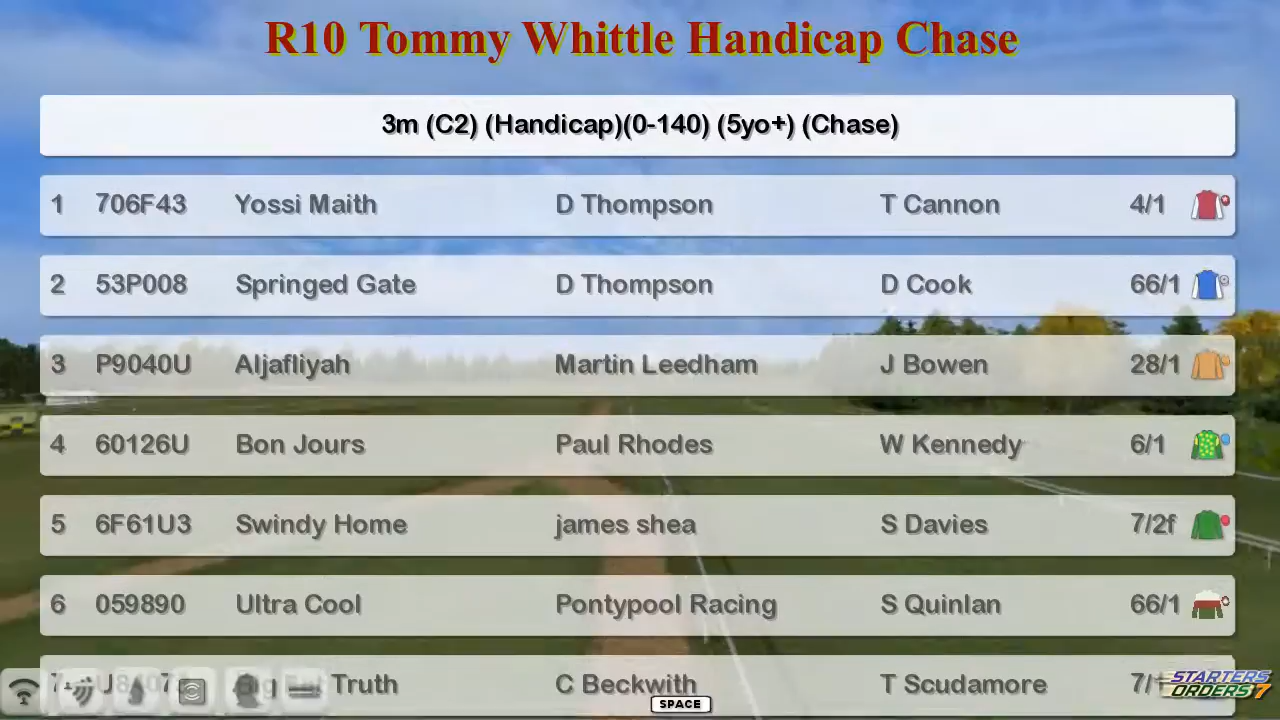 R10 Tommy Whittle Handicap Chase
3m (C2) (Handicap)(0-140) (5yo+) (Chase)
1 706F43 Yossi Maith D Thompson T Cannon 4/1
2 53P008 Springed Gate D Thompson D Cook 66/1
3 P9040U Aljafliyah Martin Leedham J Bowen 28/1
4 60126U Bon Jours Paul Rhodes W Kennedy 6/1
5 6F61U3 Swindy Home james shea S Davies 7/2f
6 059890 Ultra Cool Pontypool Racing S Quinlan 66/1
7 Truth C Beckwith T Scudamore
STARTERS ORDERS 7
SPACE